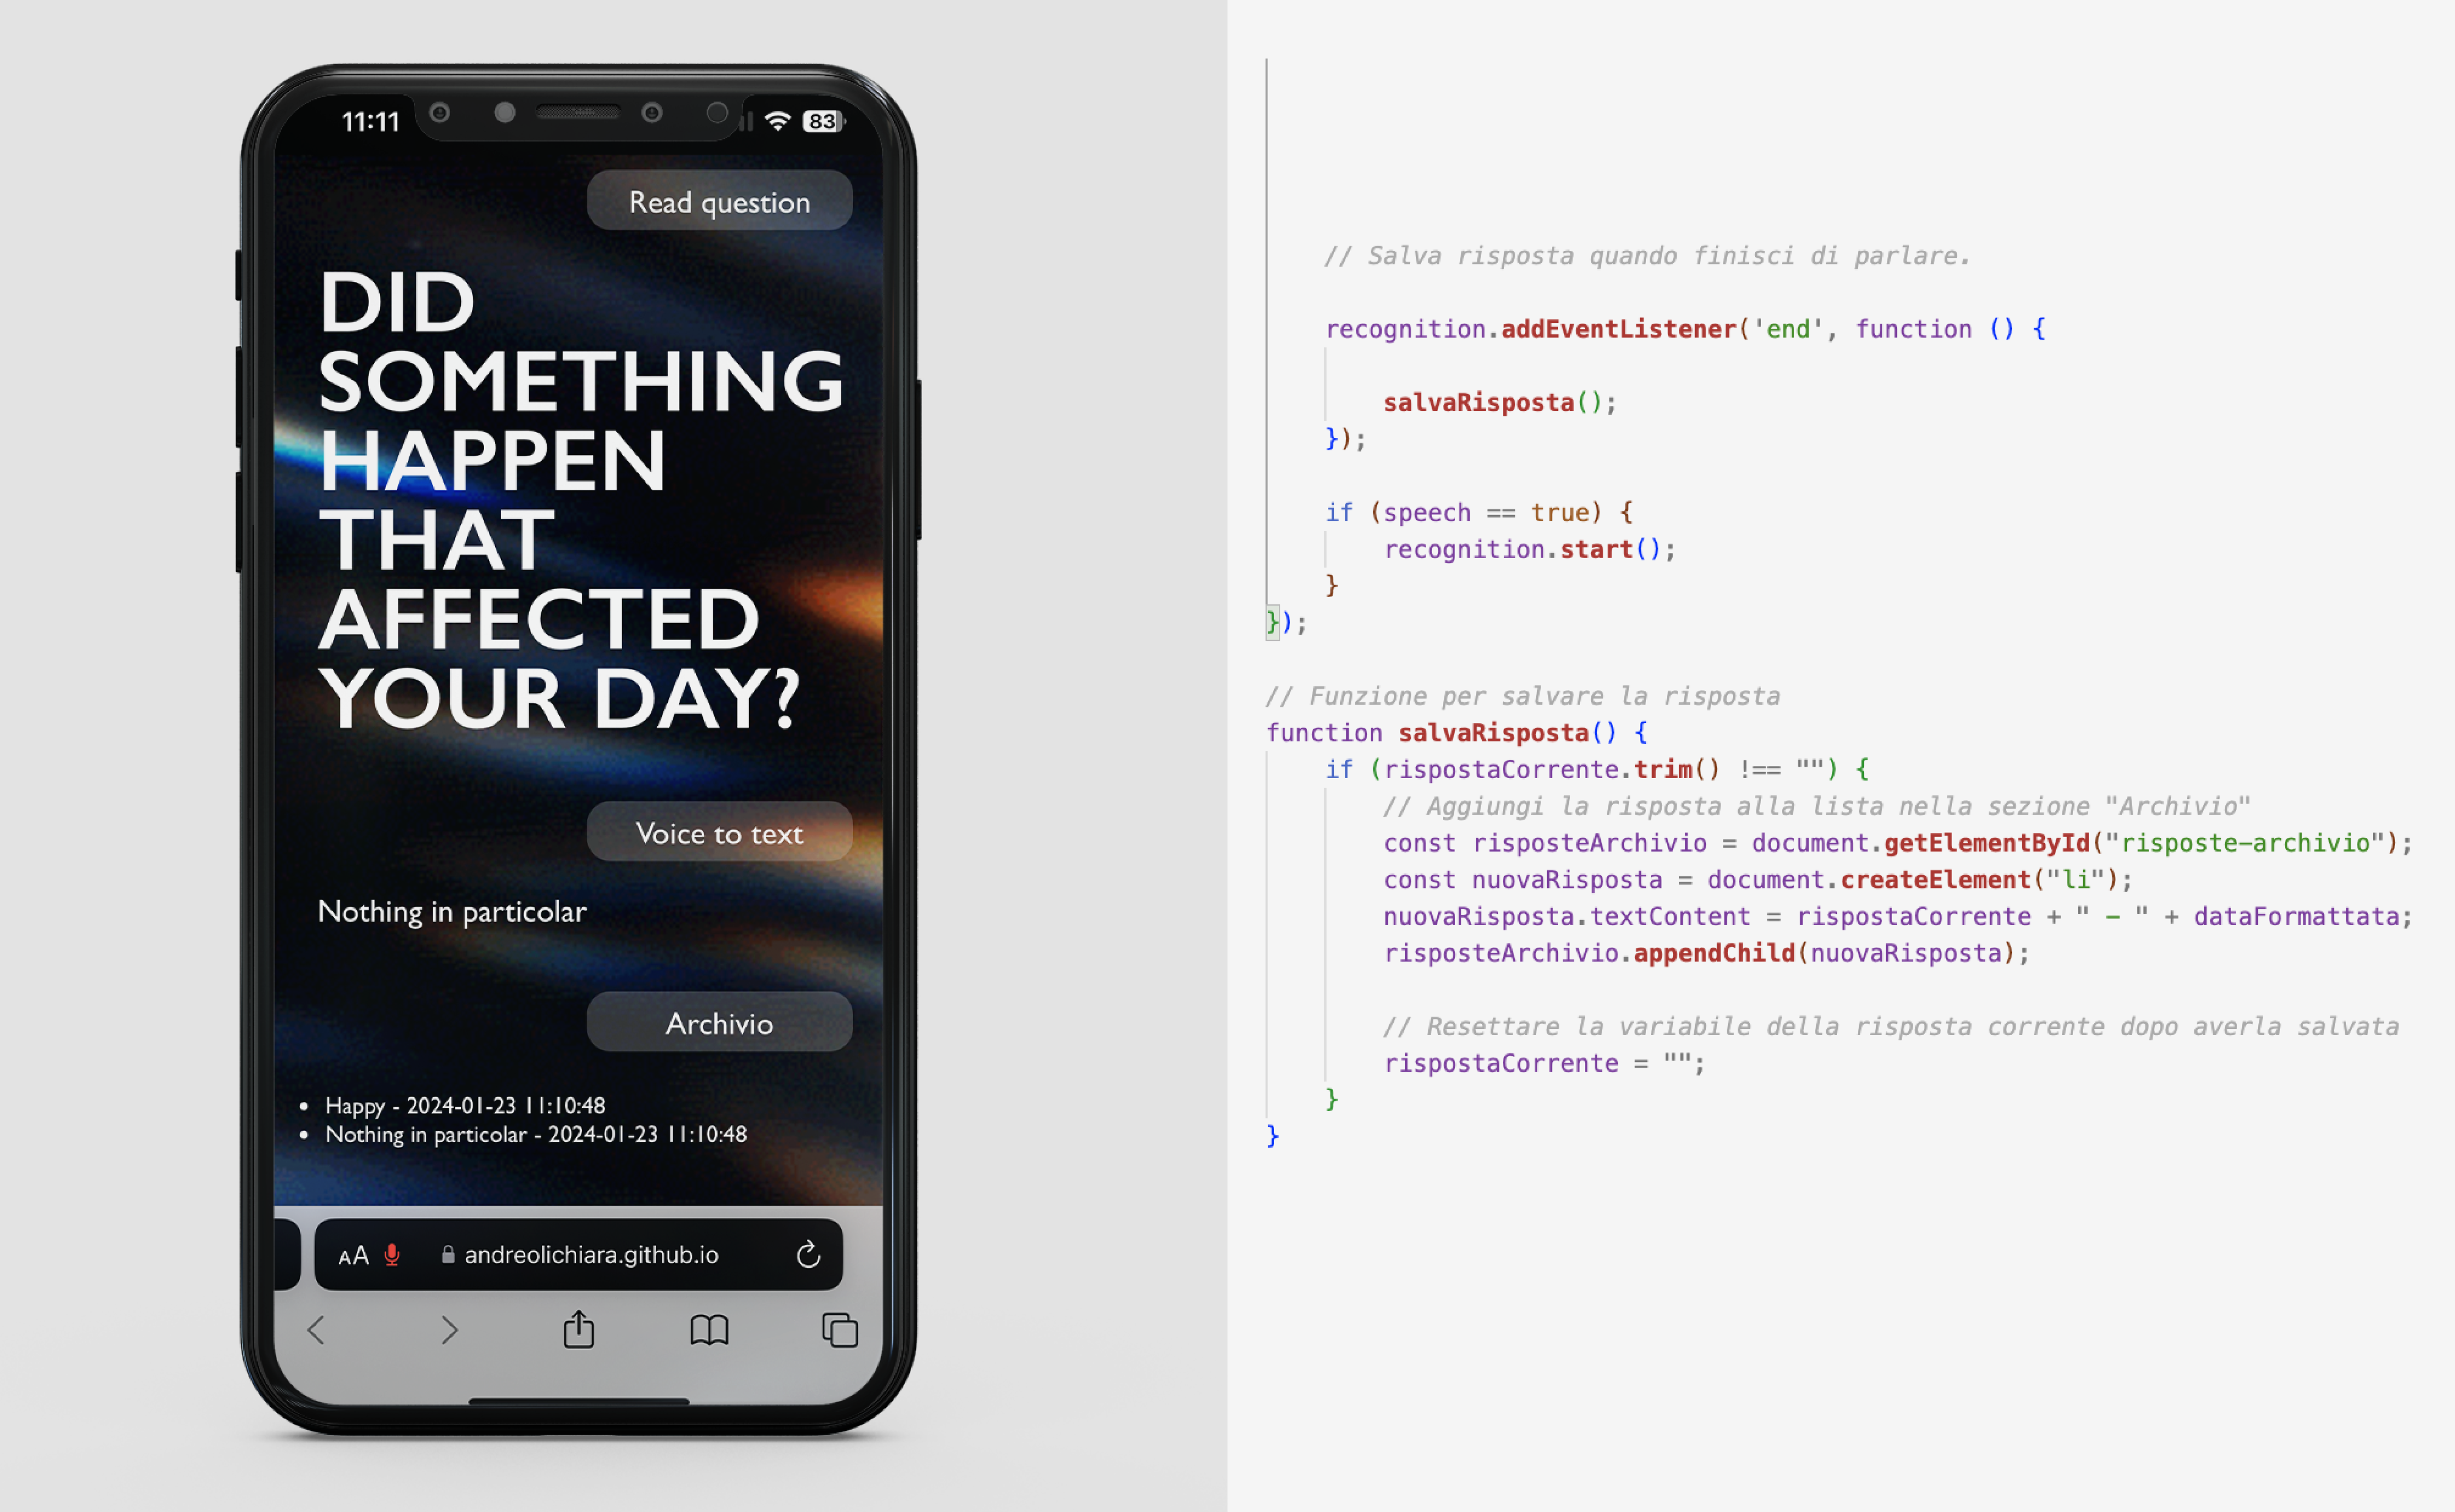 11:11
83
Read question
DID
SOMETHING
HAPPEN
THAT
AFFECTED
YOUR DAY?
Voice to text
Nothing in particolar
Archivio
• Happy - 2024-01-23 11:10:48
• Nothing in particolar - 2024-01-23 11:10:48
AA andreolichiara.github.io
// Salva risposta quando finisci di parlare.
recognition.addEventListener('end', function () {
salvaRisposta();
});
if (speech == true) {
recognition.start();
}
});
// Funzione per salvare la risposta
function salvaRisposta() {
if (rispostaCorrente.trim() !== "") {
// Aggiungi la risposta alla lista nella sezione "Archivio"
const risposteArchivio = document.getElementById("risposte-archivio");
const nuovaRisposta = document.createElement("li");
nuovaRisposta.textContent = rispostaCorrente + " - " + dataFormattata;
risposteArchivio.appendChild(nuovaRisposta);
// Resettare la variabile della risposta corrente dopo averla salvata
rispostaCorrente = "";
}
}